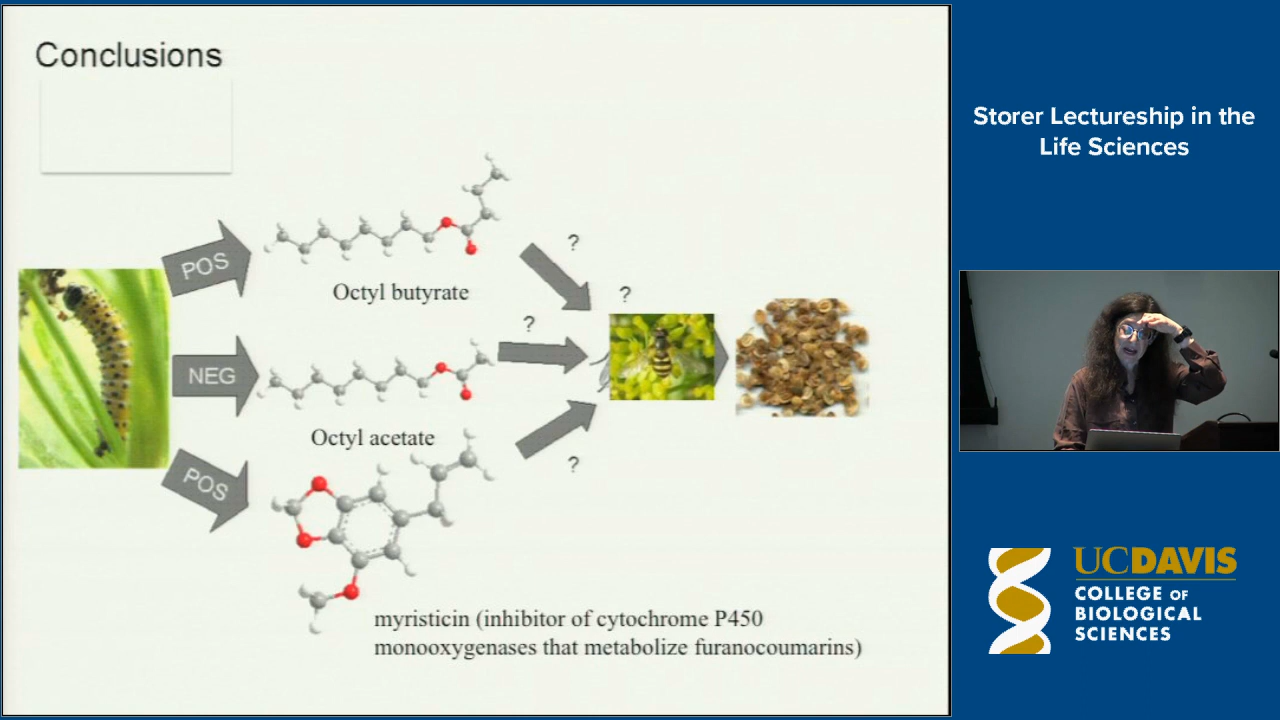 Conclusions
POS
?
Octyl butyrate
?
?
NEG
Octyl acetate
POS
?
myristicin (inhibitor of cytochrome P450
monooxygenases that metabolize furanocoumarins)
Storer Lectureship in the
Life Sciences
UCDAVIS
COLLEGE OF
BIOLOGICAL
SCIENCES